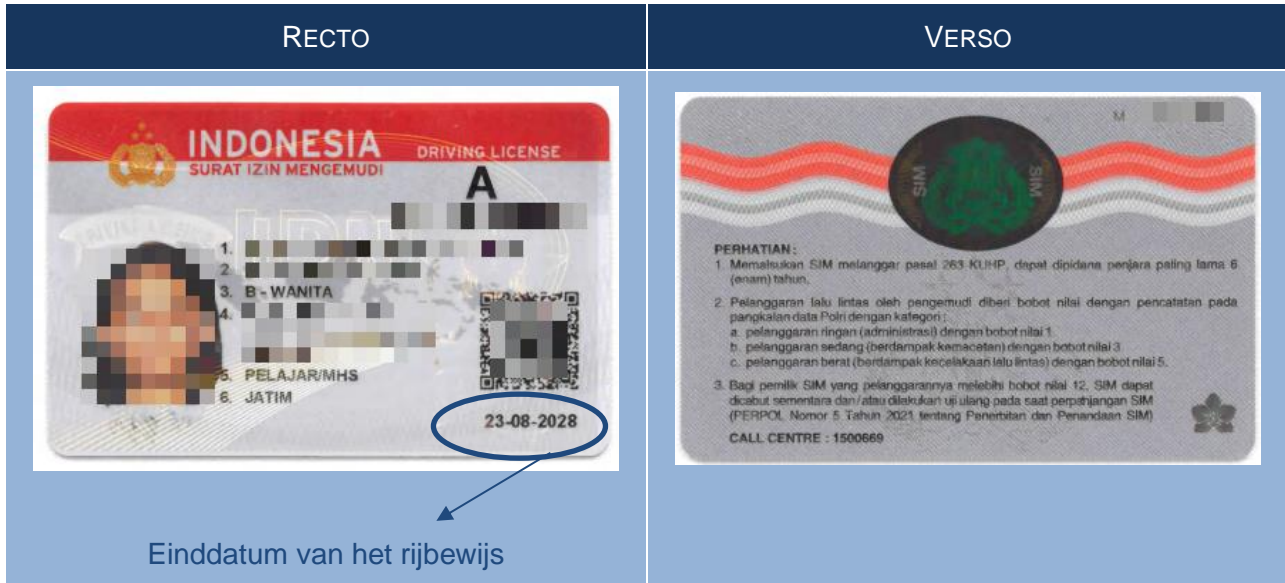 RECTO
VERSO
INDONESIA
SURAT IZIN MENGEMUDI
DRIVING LICENSE
A
1.
2.
3. B - WANITA
4.
5. PELAJAR/MHS
6. JATIM
23-08-2028
Einddatum van het rijbewijs
M
SIM
SIM
PERHATIAN :
1. Memalsukan SIM melanggar pasal 263 KUHP, dapat dipidana penjara paling lama 6
(enam) tahun.
2. Pelanggaran lalu lintas oleh pengemudi diberi bobot nilai dengan pencatatan pada
pangkalan data Polri dengan kategori :
a. pelanggaran ringan (administrasi) dengan bobot nilai 1.
b. pelanggaran sedang (berdampak kemacetan) dengan bobot nilai 3
c. pelanggaran berat (berdampak kecelakaan lalu lintas) dengan bobot nilai 5.
3. Bagi pemilik SIM yang pelanggarannya melebihi bobot nilai 12, SIM dapat
dicabut sementara dan/atau dilakukan uji ulang pada saat perpanjangan SIM
(PERPOL Nomor 5 Tahun 2021 tentang Penerbitan dan Penandaan SIM)
CALL CENTRE : 1500669